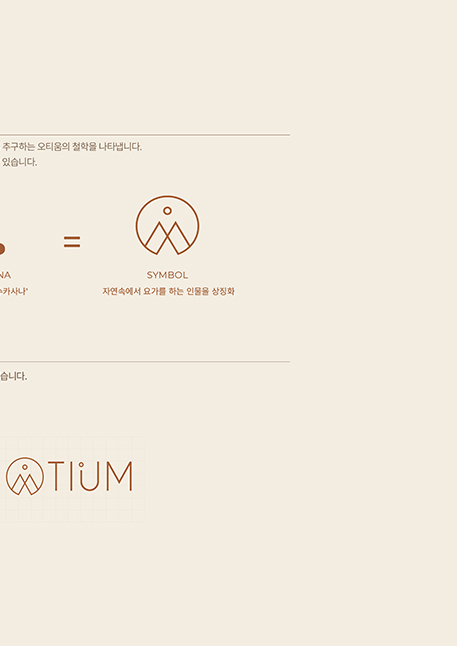 추구하는 오티움의 철학을 나타냅니다.
있습니다.
=
NA SYMBOL
수카사나' 자연속에서 요가를 하는 인물을 상징화
습니다.
TIUM